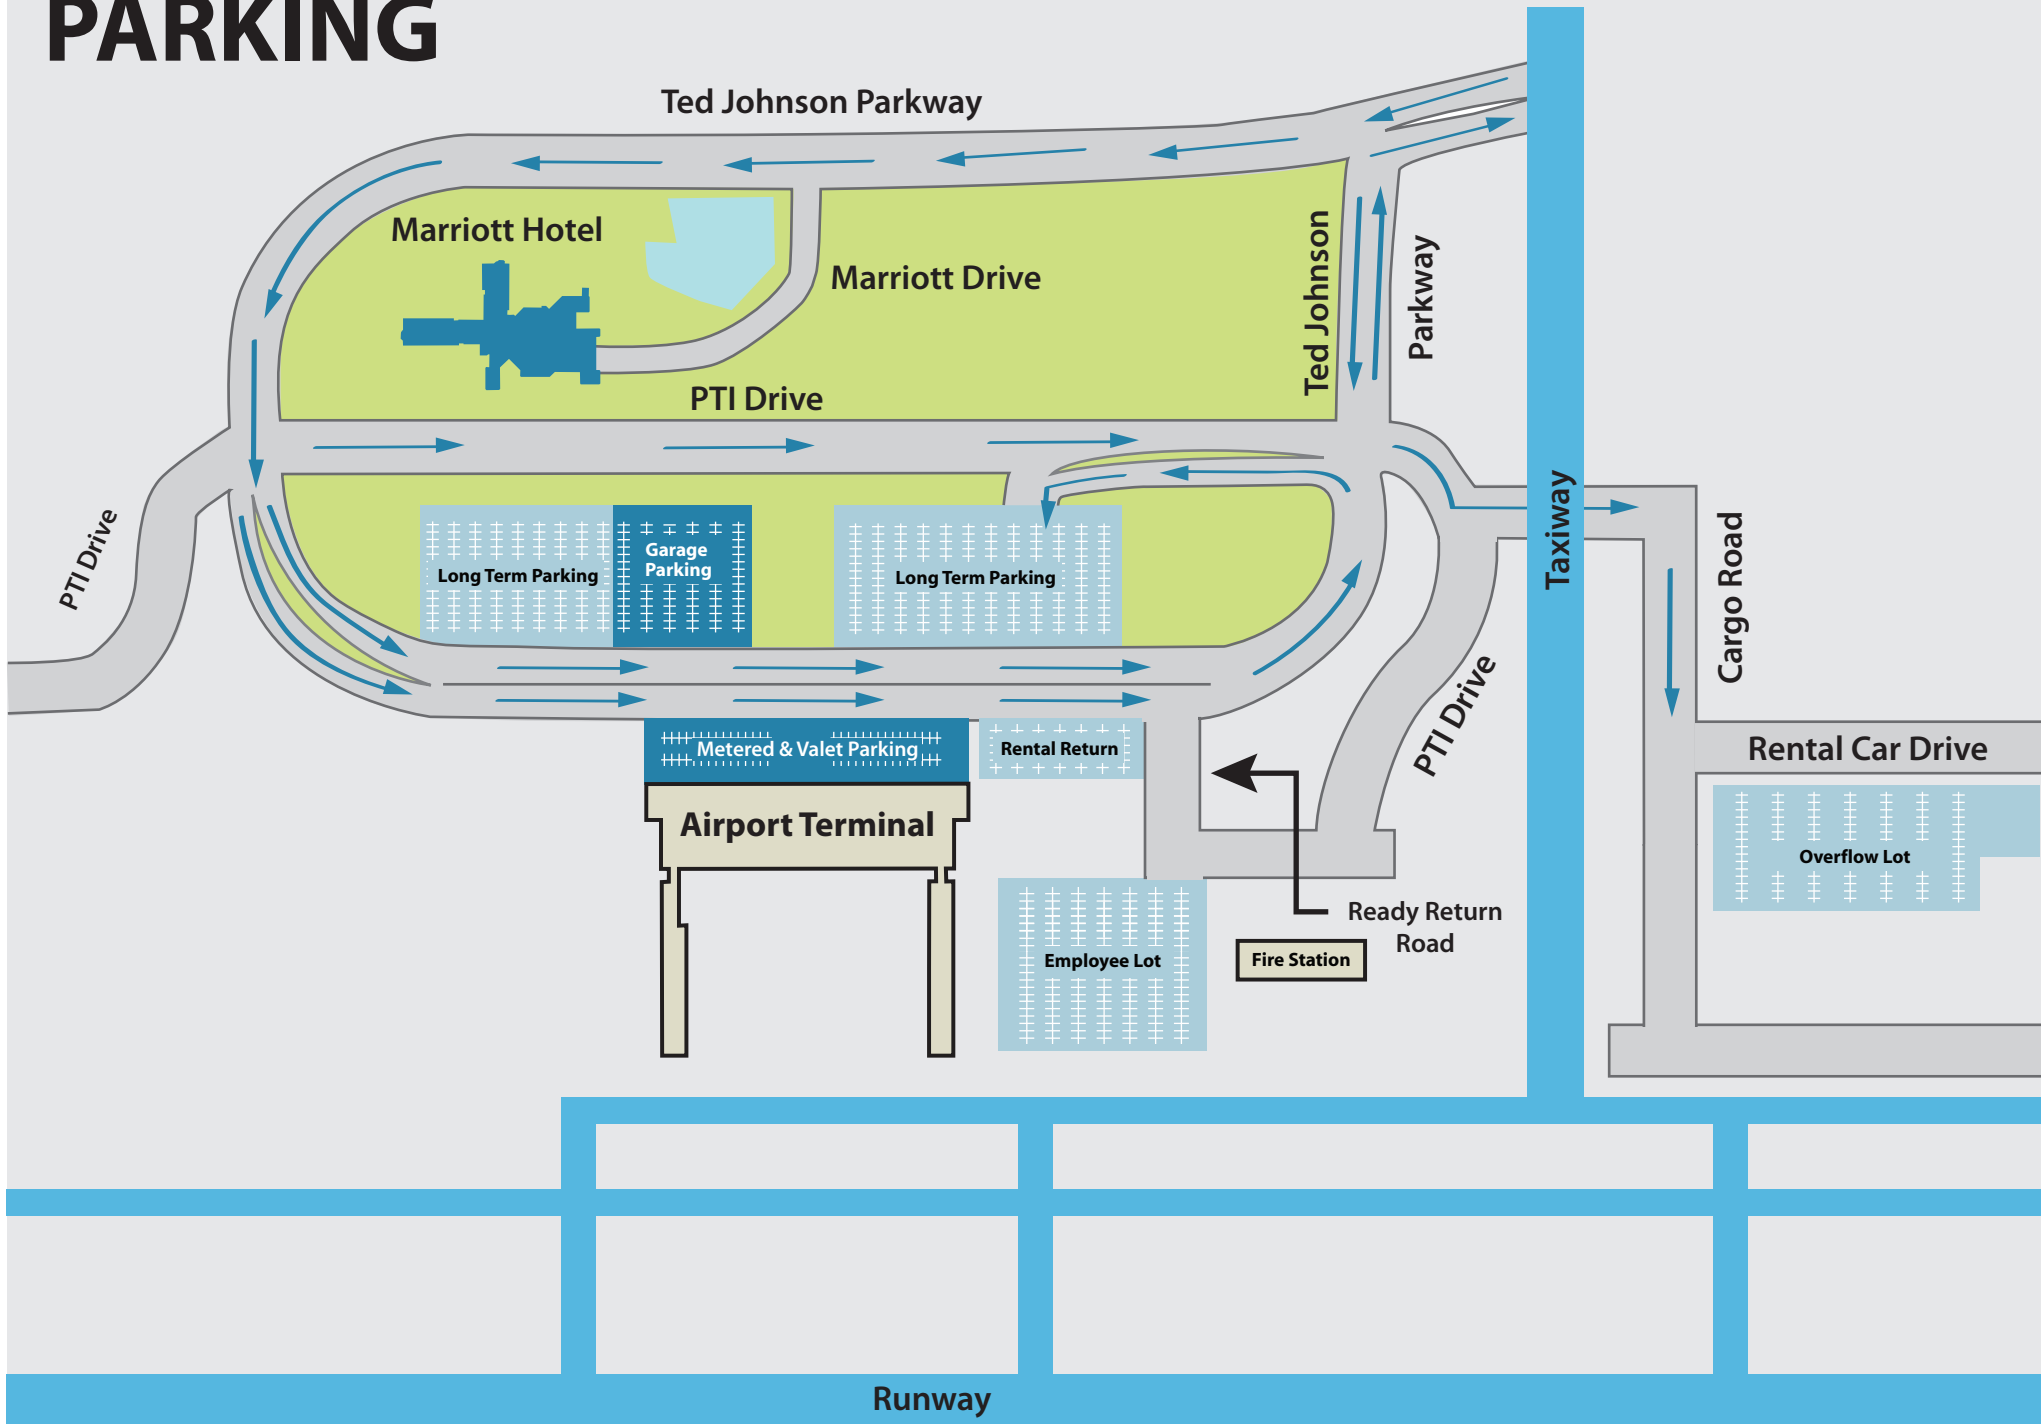 PARKING
Ted Johnson Parkway
Marriott Hotel
Marriott Drive
Ted Johnson
Parkway
PTI Drive
PTI Drive
Taxiway
Long Term Parking
Garage
Parking
Long Term Parking
Cargo Road
PTI Drive
Metered & Valet Parking
Rental Return
Rental Car Drive
Airport Terminal
Overflow Lot
Ready Return
Road
Employee Lot
Fire Station
Runway